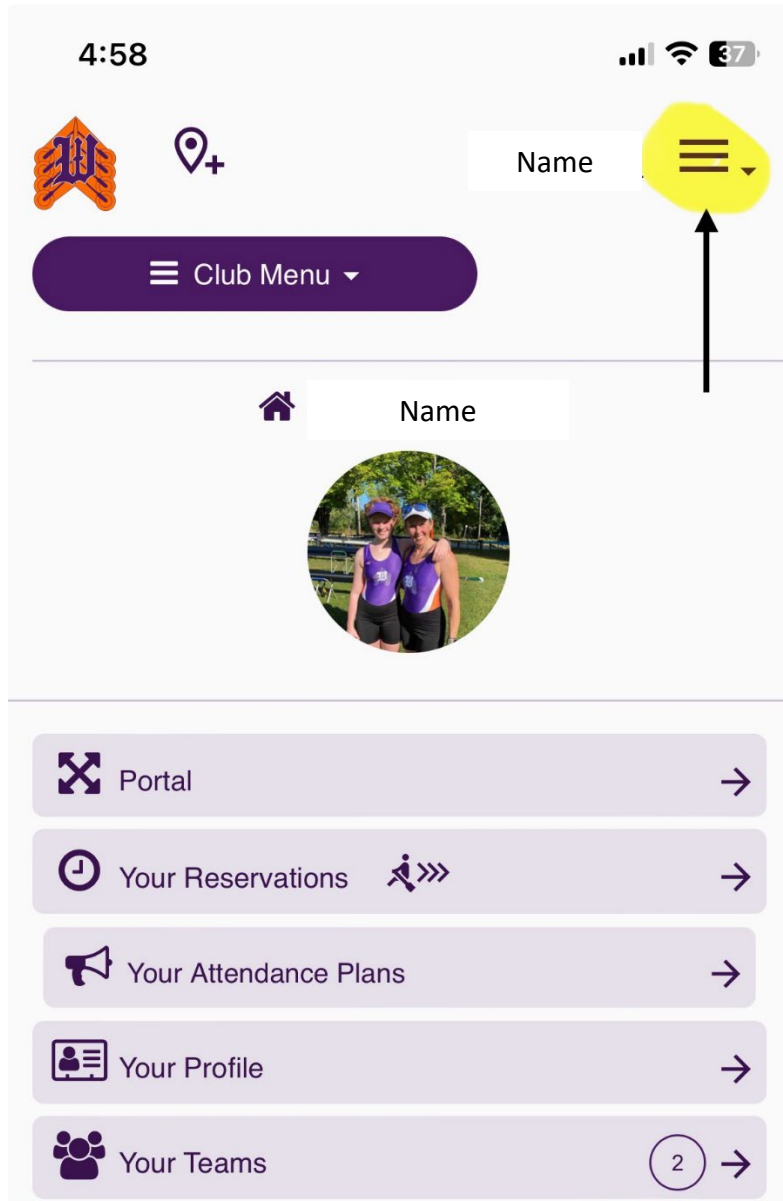 4:58
37
W
Name
Club Menu
Name
Portal
Your Reservations
Your Attendance Plans
Your Profile
Your Teams
2